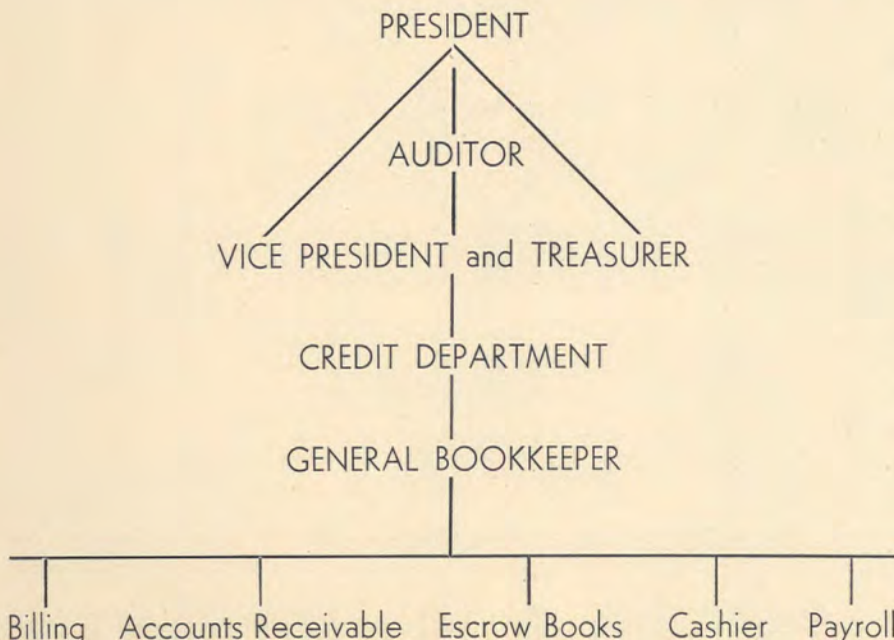 PRESIDENT
AUDITOR
VICE PRESIDENT and TREASURER
CREDIT DEPARTMENT
GENERAL BOOKKEEPER
Billing Accounts Receivable Escrow Books Cashier Payroll